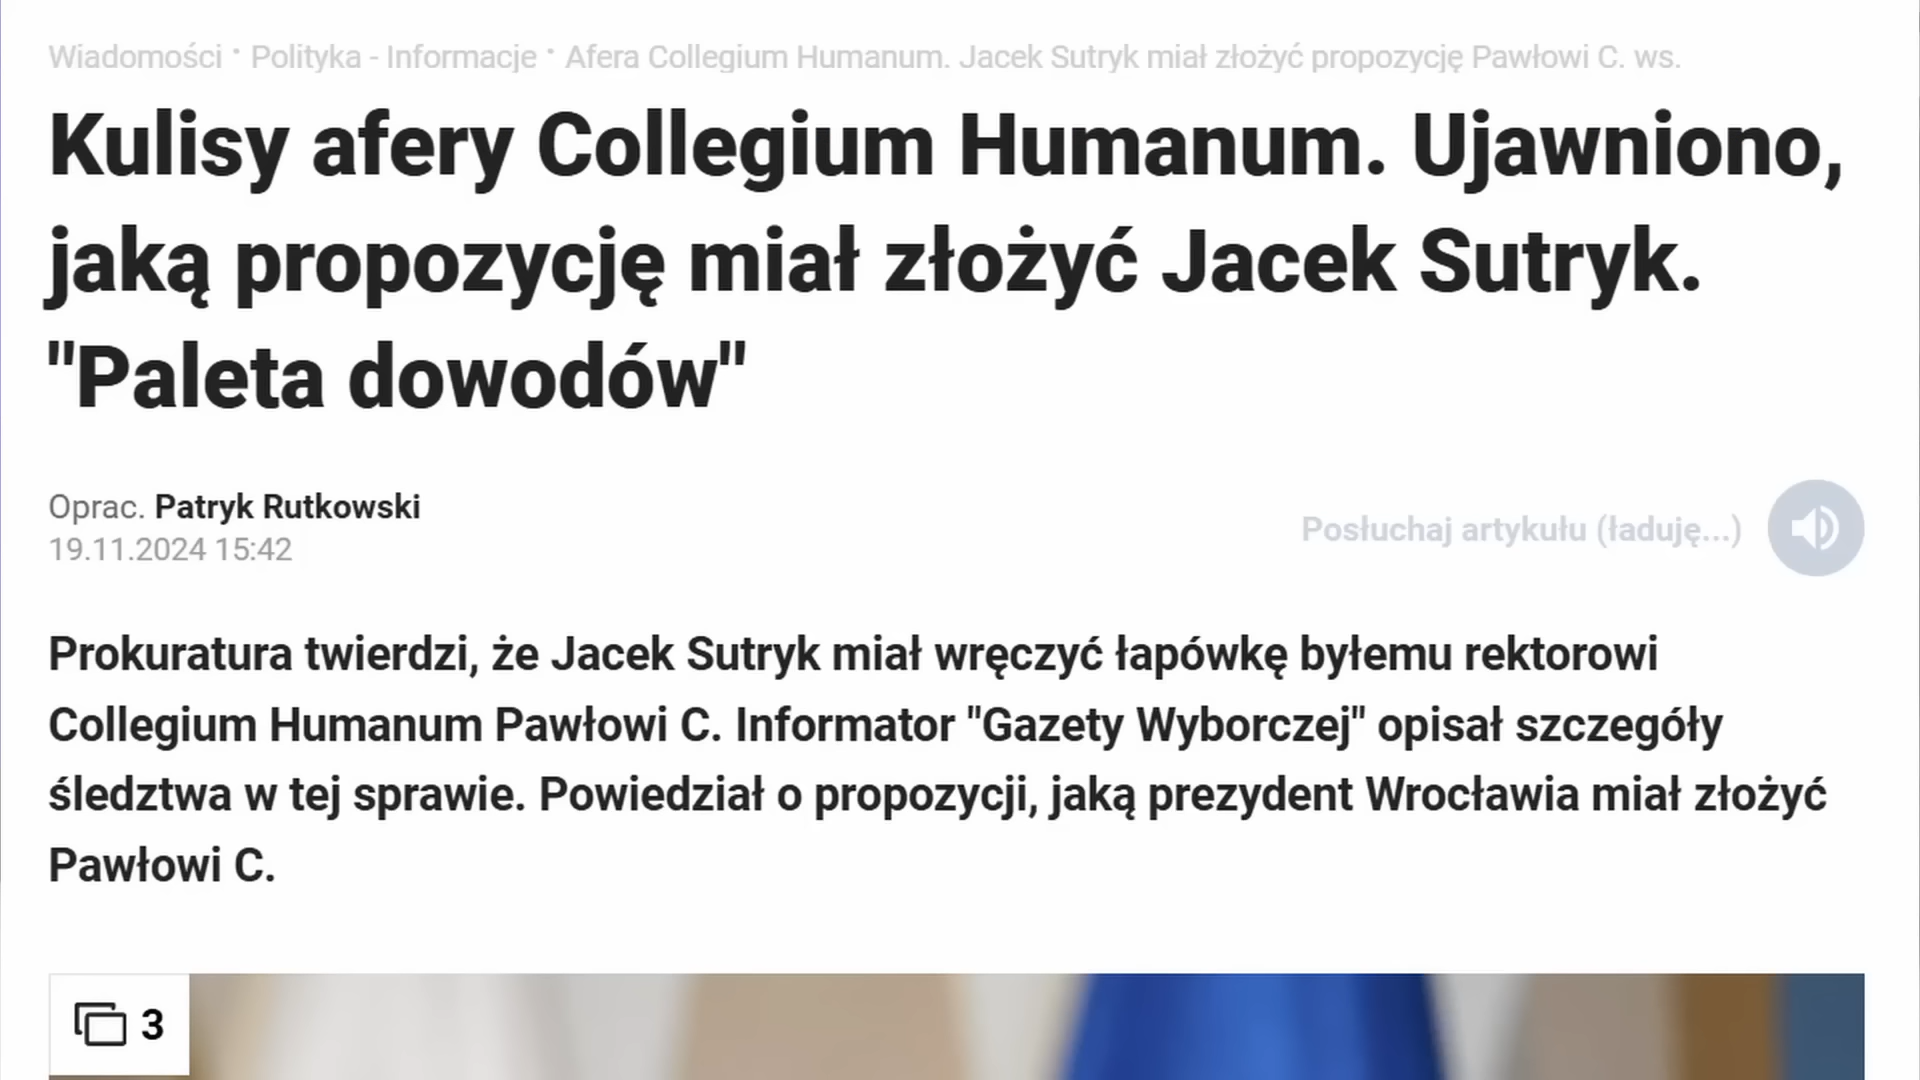 Wiadomości • Polityka - Informacje • Afera Collegium Humanum. Jacek Sutryk miał złożyć propozycję Pawłowi C. ws.
Kulisy afery Collegium Humanum. Ujawniono,
jaką propozycję miał złożyć Jacek Sutryk.
"Paleta dowodów"
Oprac. Patryk Rutkowski
19.11.2024 15:42
Posłuchaj artykułu (ładuję...)
Prokuratura twierdzi, że Jacek Sutryk miał wręczyć łapówkę byłemu rektorowi
Collegium Humanum Pawłowi C. Informator "Gazety Wyborczej" opisał szczegóły
śledztwa w tej sprawie. Powiedział o propozycji, jaką prezydent Wrocławia miał złożyć
Pawłowi C.
3